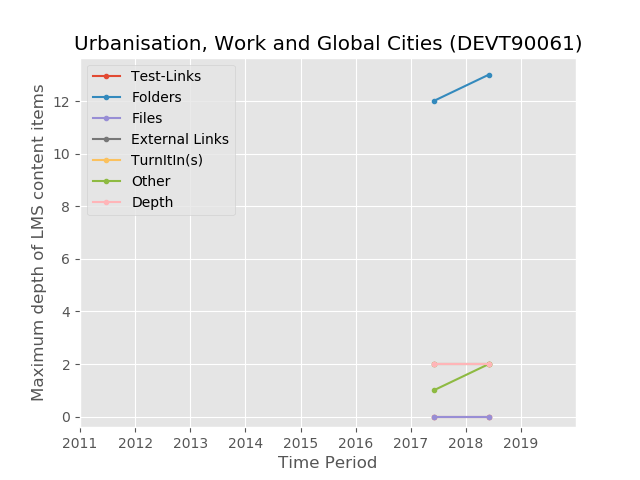 Urbanisation, Work and Global Cities (DEVT90061)
Test-Links
Folders
Files
External Links
TurnItIn(s)
Other
Depth
Maximum depth of LMS content items
12
10
8
6
4
2
0
2011 2012 2013 2014 2015 2016 2017 2018 2019
Time Period